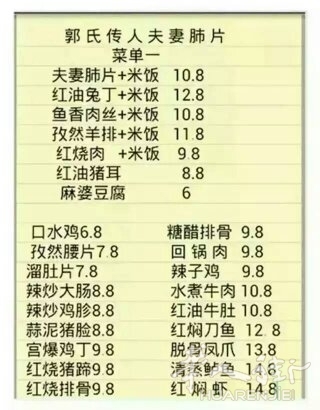 郭氏传人夫妻肺片
菜单一
夫妻肺片+米饭 10.8
红油兔丁+米饭 12.8
鱼香肉丝+米饭 10.8
孜然羊排+米饭 11.8
红烧肉 +米饭 9.8
红油猪耳 8.8
麻婆豆腐 6
口水鸡6.8 糖醋排骨 9.8
孜然腰片7.8 回锅肉 9.8
溜肚片7.8 辣子鸡 9.8
辣炒大肠8.8 水煮牛肉 10.8
辣炒鸡胗8.8 红油牛肚 10.8
蒜泥猪脸8.8 红焖刀鱼 12.8
宫爆鸡丁9.8 脱骨凤爪 13.8
红烧猪蹄9.8 清蒸鲈鱼 14.8
红烧排骨9.8 红焖虾 14.8